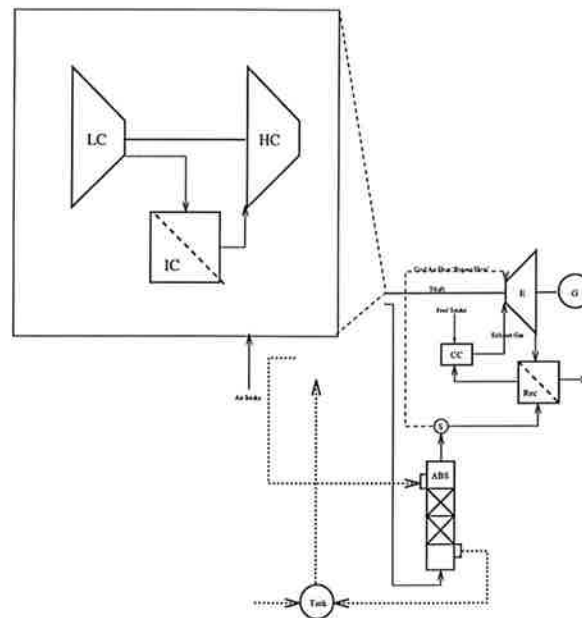 LC
HC
IC
Shaft
E
G
Fuel Intake
Exhaust Gas
CC
Rec
Air Intake
S
ABS
Tank